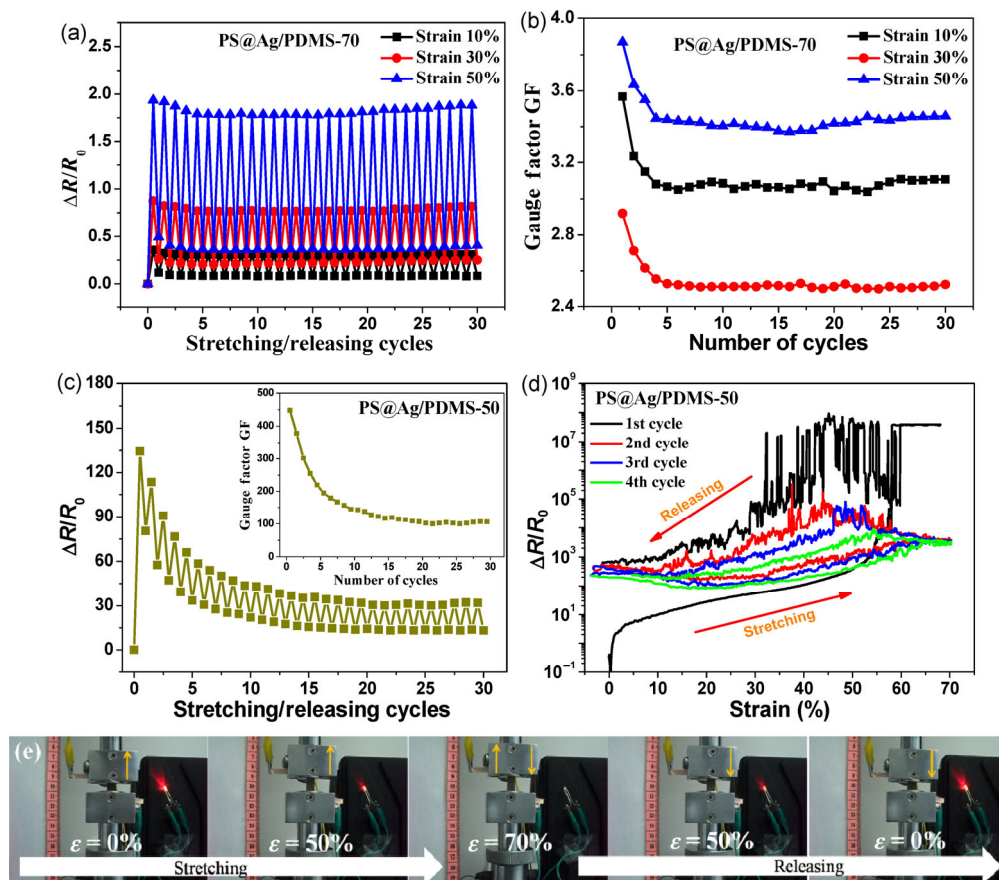 (a)
PS@Ag/PDMS-70
Strain 10%
Strain 30%
Strain 50%
ΔR/R0
2.5
2.0
1.5
1.0
0.5
0.0
0 5 10 15 20 25 30
Stretching/releasing cycles
(b)
PS@Ag/PDMS-70
Strain 10%
Strain 30%
Strain 50%
Gauge factor GF
3.6
3.2
2.8
2.4
0 5 10 15 20 25 30
Number of cycles
(c)
ΔR/R0
180
150
120
90
60
30
0
0 5 10 15 20 25 30
Stretching/releasing cycles
PS@Ag/PDMS-50
Gauge factor GF
500
400
300
200
100
0
0 5 10 15 20 25 30
Number of cycles
(d)
PS@Ag/PDMS-50
1st cycle
2nd cycle
3rd cycle
4th cycle
Releasing
Stretching
ΔR/R0
10^9
10^7
10^5
10^3
10^1
10^−1
0 10 20 30 40 50 60 70
Strain (%)
(e)
ε = 0% ε = 50% ε = 70% ε = 50% ε = 0%
Stretching Releasing